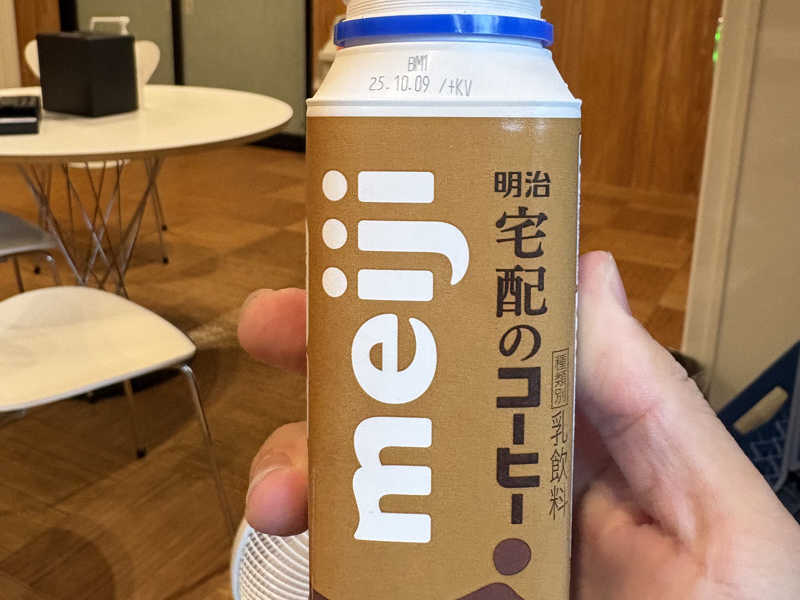 BM1
25.10.09 /+KV
meiji
明治
宅配のコーヒー
種類別
乳飲料